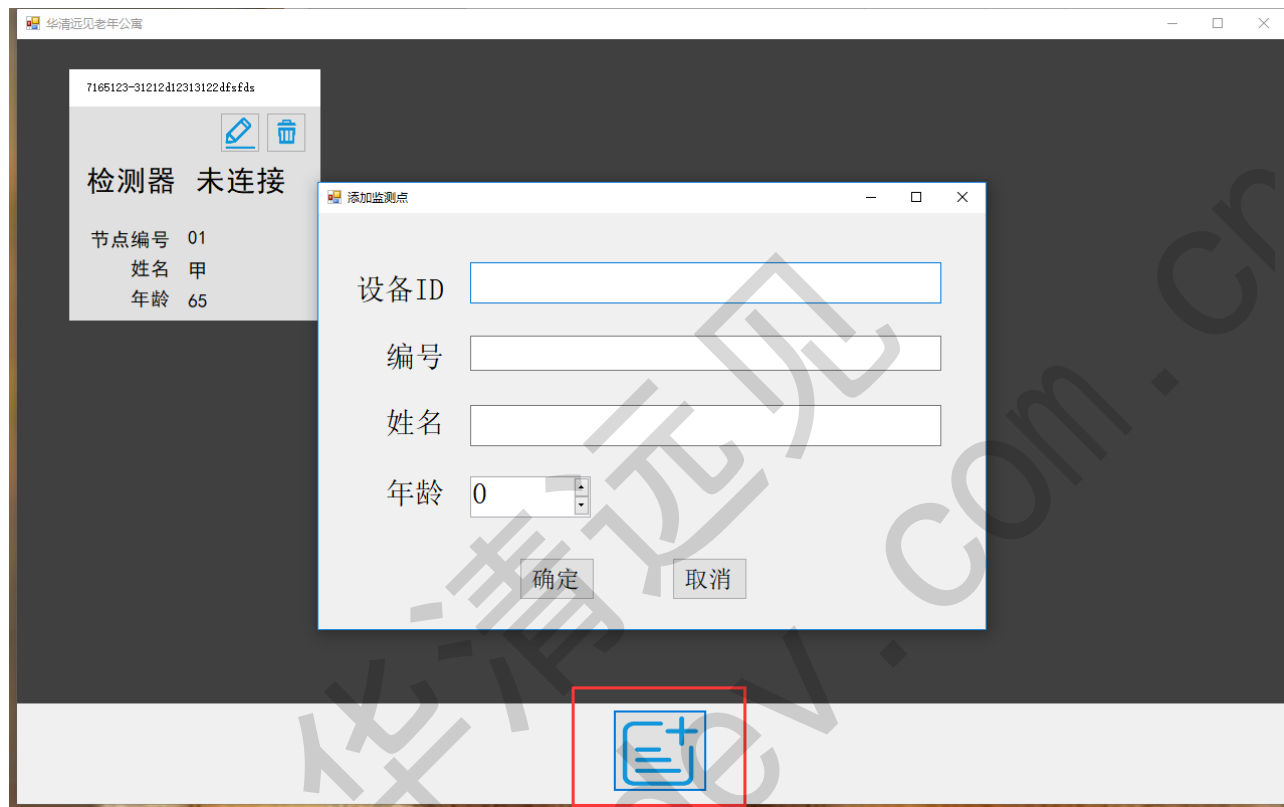 华清远见老年公寓
7165123-31212d12313122dfsfds
检测器 未连接
节点编号 01
姓名 甲
年龄 65
添加监测点
设备ID
编号
姓名
年龄 0
确定 取消
华清远见
dev.com.cn